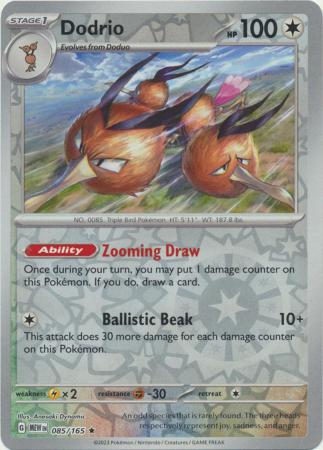 STAGE 1
Dodrio
HP 100
Evolves from Doduo
NO. 0085 Triple Bird Pokémon HT: 5'11" WT: 187.8 lbs.
Ability Zooming Draw
Once during your turn, you may put 1 damage counter
on this Pokémon. If you do, draw a card.
Ballistic Beak 10+
This attack does 30 more damage for each damage
counter on this Pokémon.
weakness ×2 resistance -30 retreat
Illus. Anesaki Dynamic
G MEW EN 085/165 ★
An odd species that is rarely found. The three heads
respectively represent joy, sadness, and anger.
©2023 Pokémon / Nintendo / Creatures / GAME FREAK